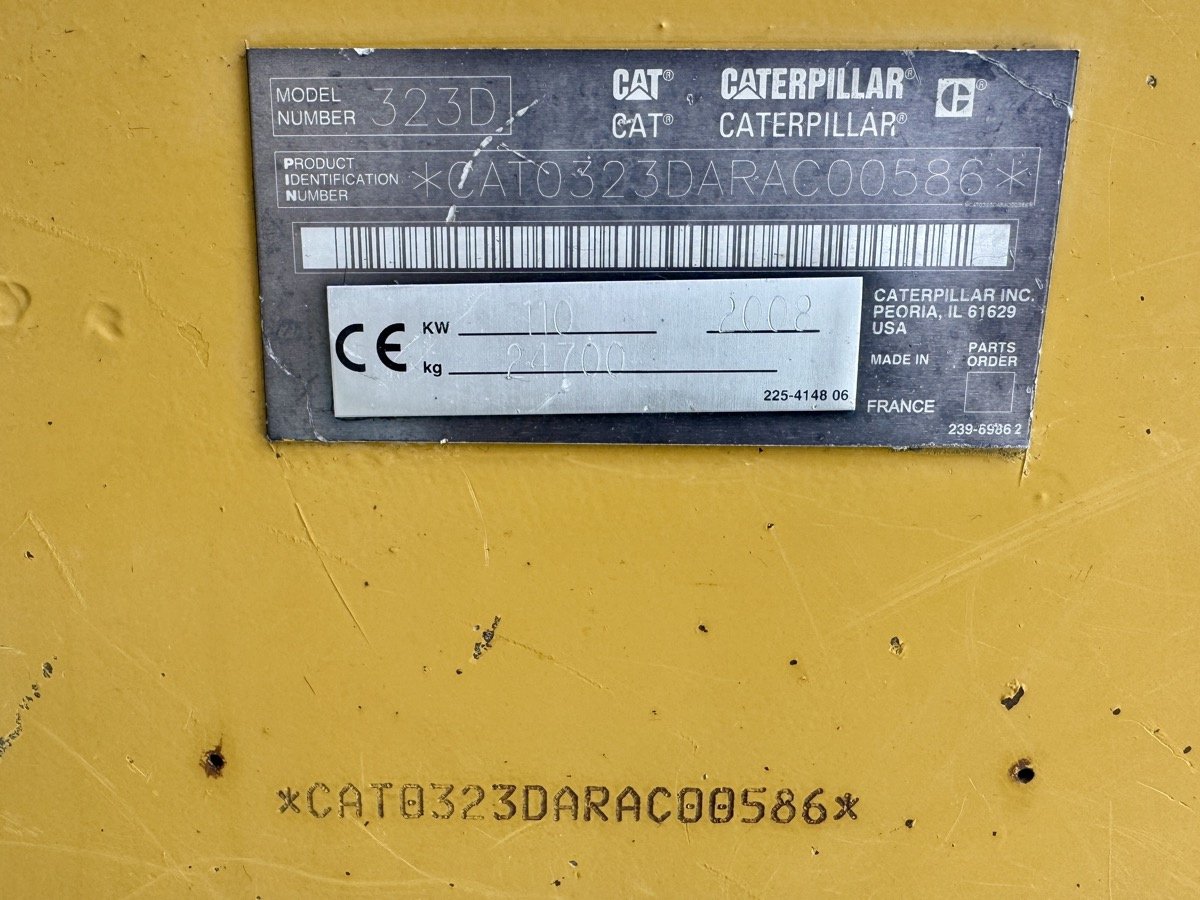 MODEL NUMBER 323D
CAT® CATERPILLAR® C®
CAT® CATERPILLAR®
PRODUCT IDENTIFICATION NUMBER *CAT0323DARAC00586*
CE KW 110 2008
kg 24700
225-4148 06
CATERPILLAR INC.
PEORIA, IL 61629
USA
MADE IN
FRANCE
PARTS
ORDER
239-6986 2
*CAT0323DARAC00586*